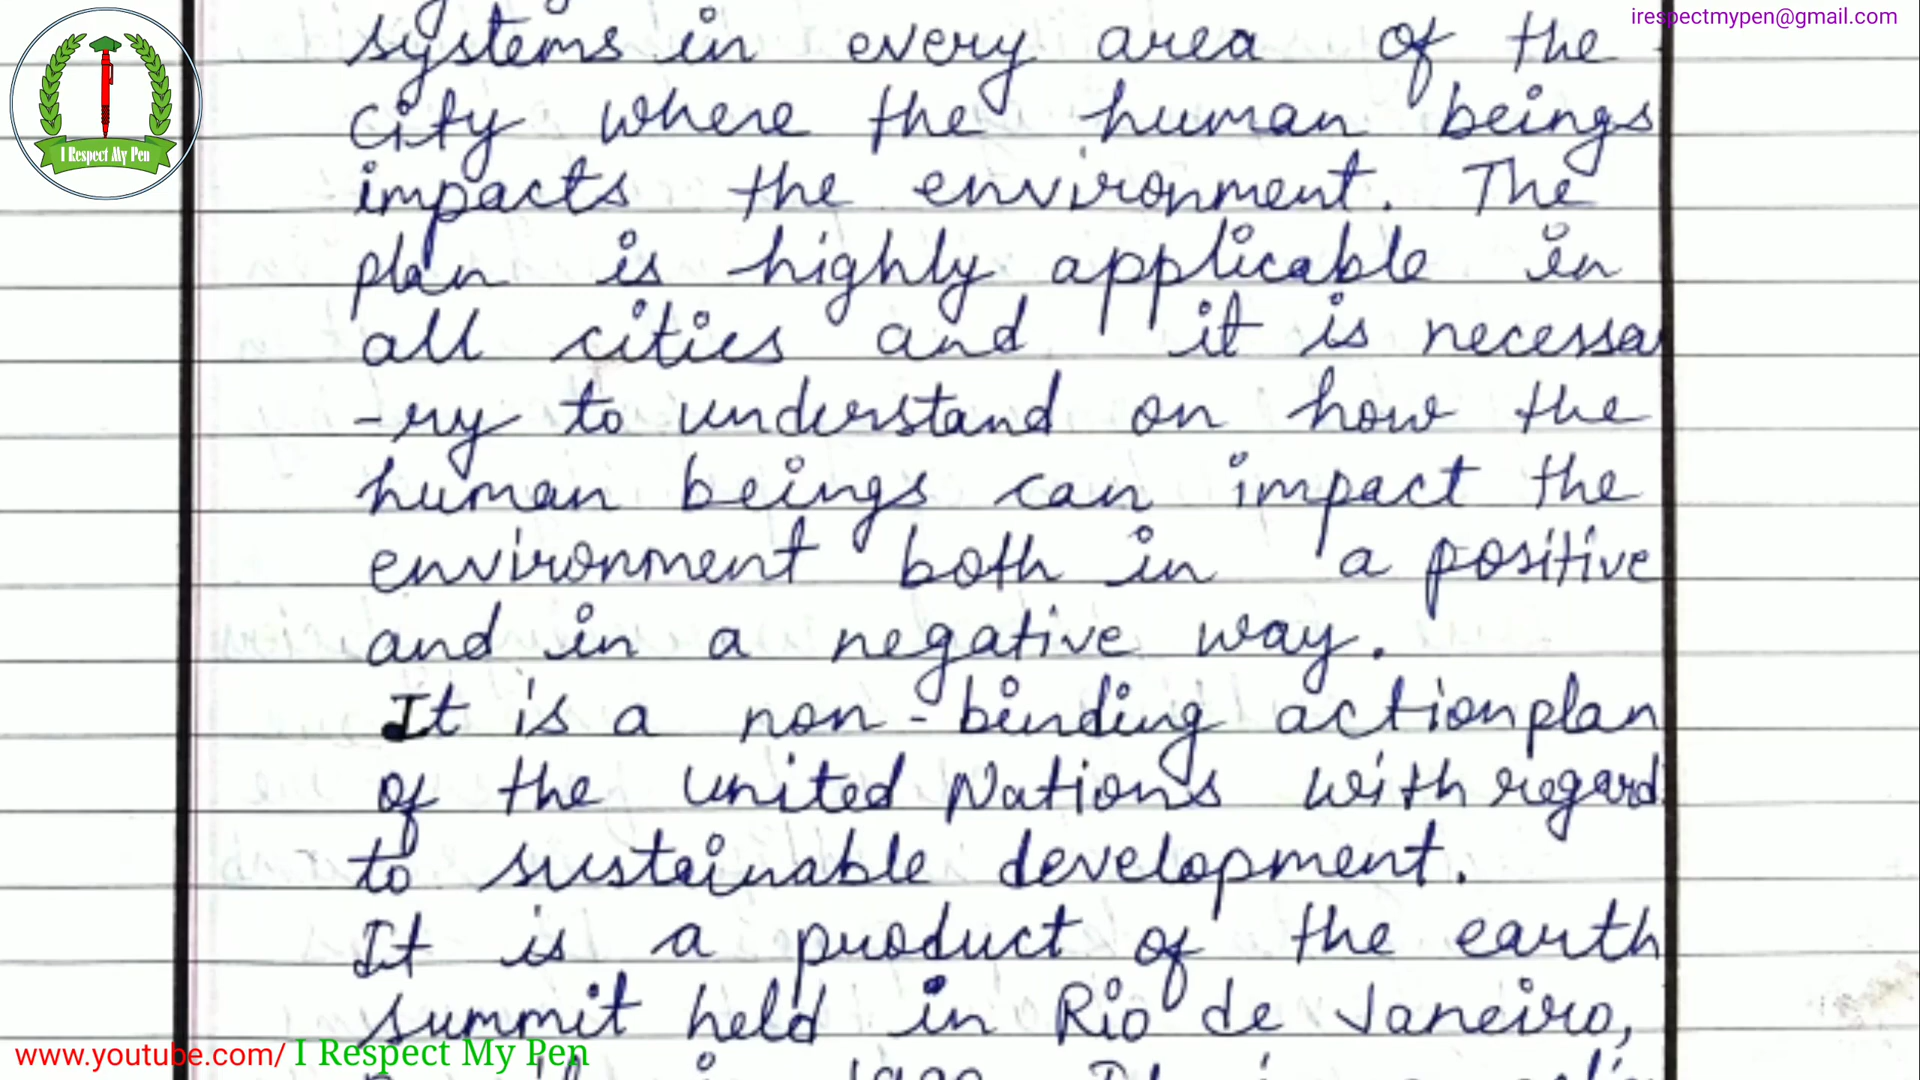 irespectmypen@gmail.com
systems in every area of the
city where the human beings
impacts the environment. The
plan is highly applicable in
all cities and it is necessa
-ry to understand on how the
human beings can impact the
environment both in a positive
and in a negative way.
It is a non-binding action plan
of the united Nations with regard
to sustainable development.
It is a product of the earth
summit held in Rio de Janeiro,
I Respect My Pen
www.youtube.com/ I Respect My Pen